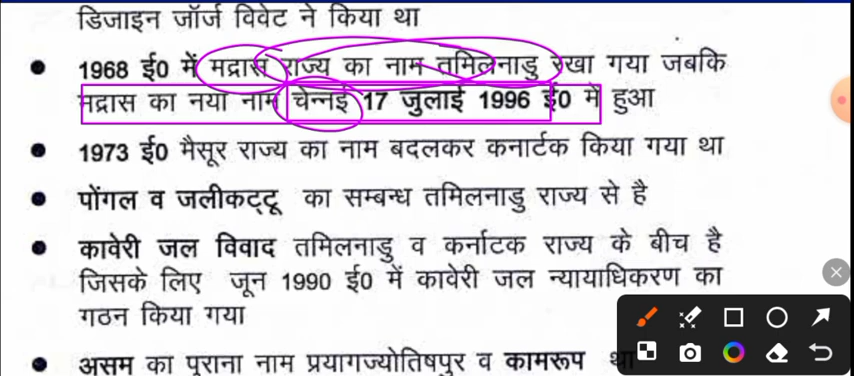 डिजाइन जॉर्ज विवेट ने किया था
● 1968 ई0 में मद्रास राज्य का नाम तमिलनाडु रखा गया जबकि
मद्रास का नया नाम चेन्नई 17 जुलाई 1996 ई0 में हुआ
● 1973 ई0 मैसूर राज्य का नाम बदलकर कनार्टक किया गया था
● पोंगल व जलीकट्टू का सम्बन्ध तमिलनाडु राज्य से है
● कावेरी जल विवाद तमिलनाडु व कर्नाटक राज्य के बीच है
जिसके लिए जून 1990 ई0 में कावेरी जल न्यायाधिकरण का
गठन किया गया
● असम का पुराना नाम प्रयागज्योतिषपुर व कामरूप था